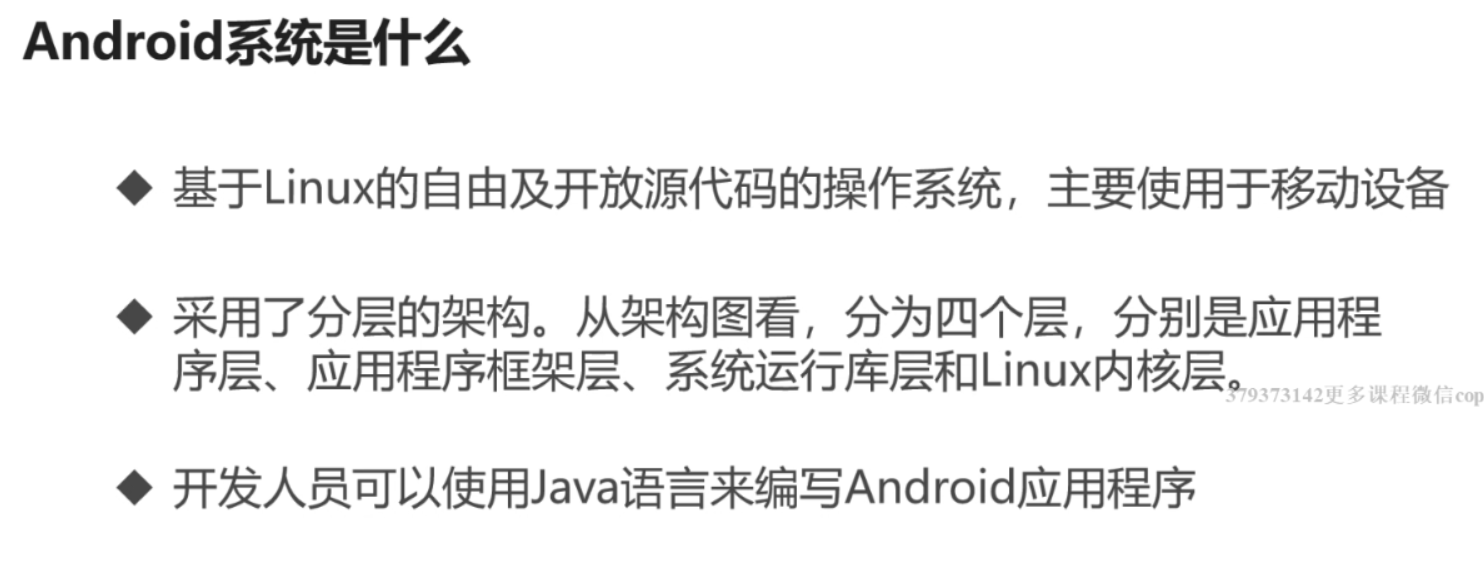 Android系统是什么
◆ 基于Linux的自由及开放源代码的操作系统，主要使用于移动设备
◆ 采用了分层的架构。从架构图看，分为四个层，分别是应用程
序层、应用程序框架层、系统运行库层和Linux内核层。
379373142更多课程微信cop
◆ 开发人员可以使用Java语言来编写Android应用程序